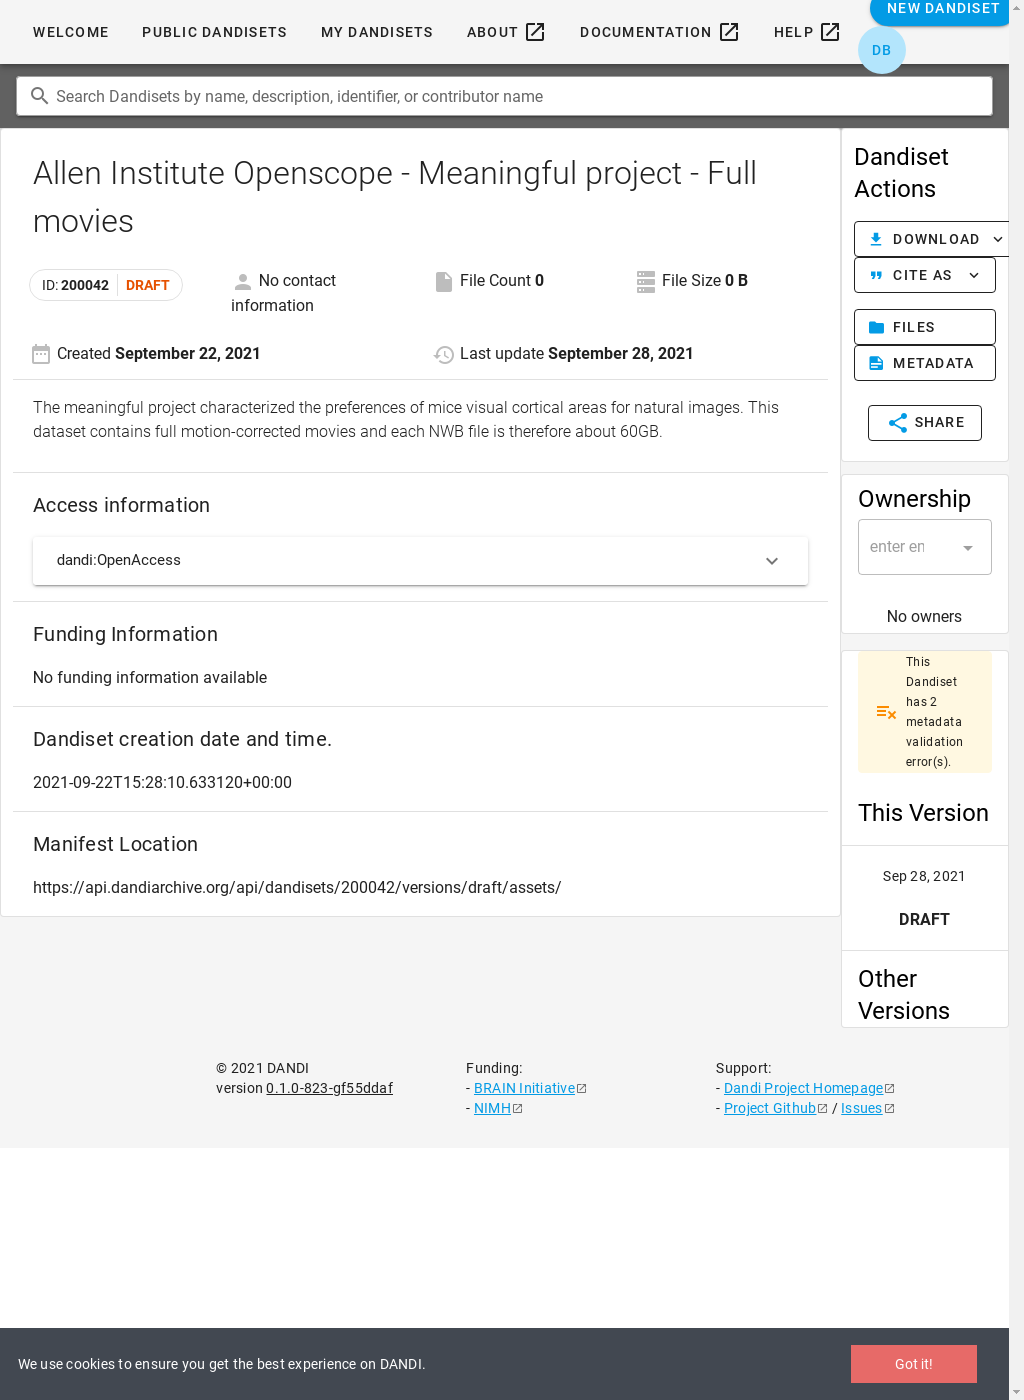 WELCOME PUBLIC DANDISETS MY DANDISETS ABOUT DOCUMENTATION HELP NEW DANDISET
DB
Search Dandisets by name, description, identifier, or contributor name
Allen Institute Openscope - Meaningful project - Full
movies
ID: 200042 DRAFT
No contact
information
File Count 0
File Size 0 B
Created September 22, 2021
Last update September 28, 2021
The meaningful project characterized the preferences of mice visual cortical areas for natural images. This
dataset contains full motion-corrected movies and each NWB file is therefore about 60GB.
Access information
dandi:OpenAccess
Funding Information
No funding information available
Dandiset creation date and time.
2021-09-22T15:28:10.633120+00:00
Manifest Location
https://api.dandiarchive.org/api/dandisets/200042/versions/draft/assets/
Dandiset
Actions
DOWNLOAD
CITE AS
FILES
METADATA
SHARE
Ownership
enter en
No owners
This
Dandiset
has 2
metadata
validation
error(s).
This Version
Sep 28, 2021
DRAFT
Other
Versions
© 2021 DANDI
version 0.1.0-823-gf55ddaf
Funding:
- BRAIN Initiative
- NIMH
Support:
- Dandi Project Homepage
- Project Github / Issues
We use cookies to ensure you get the best experience on DANDI.
Got it!